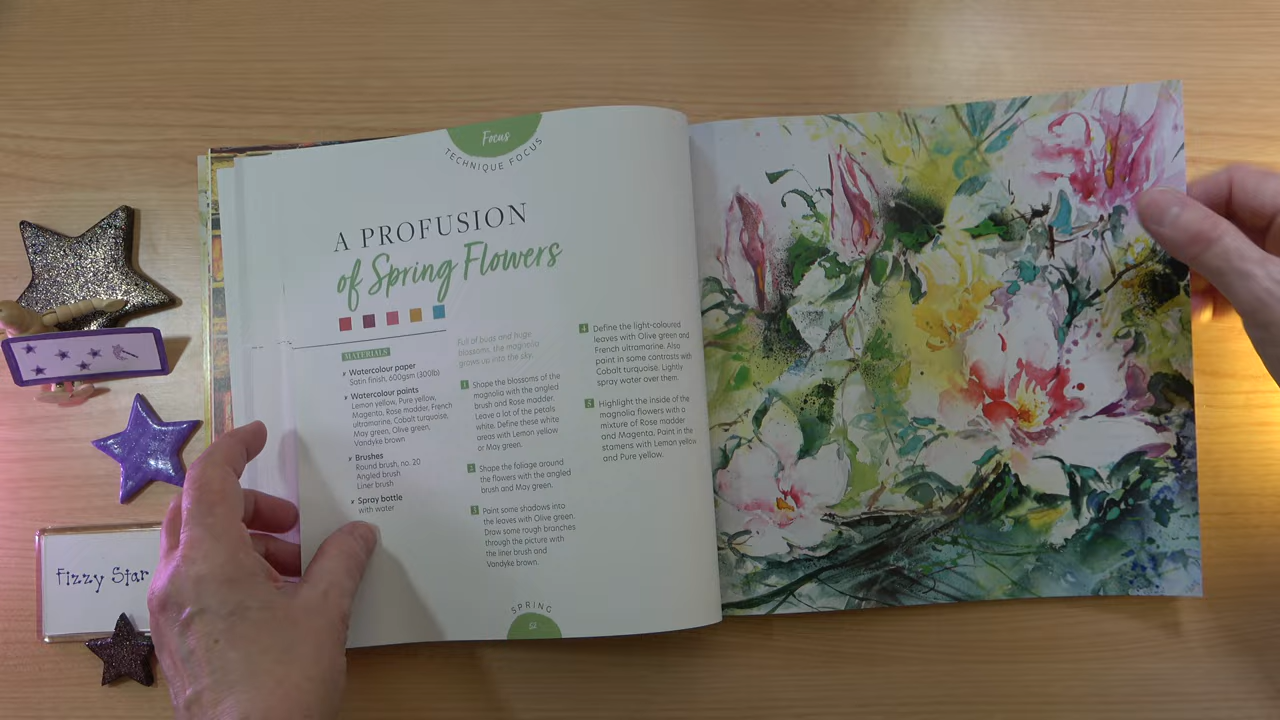 Focus
TECHNIQUE FOCUS
A PROFUSION
of Spring Flowers
MATERIALS
x Watercolour paper
Satin finish, 600gsm (300lb)
x Watercolour paints
Lemon yellow, Pure yellow,
Magenta, Rose madder, French
ultramarine, Cobalt turquoise,
May green, Olive green,
Vandyke brown
x Brushes
Round brush, no. 20
Angled brush
Liner brush
x Spray bottle
with water
Full of buds and huge
blossoms, the magnolia
grows up into the sky.
1 Shape the blossoms of the
magnolia with the angled
brush and Rose madder.
Leave a lot of the petals
white. Define these white
areas with Lemon yellow
or May green.
2 Shape the foliage around
the flowers with the angled
brush and May green.
3 Paint some shadows into
the leaves with Olive green.
Draw some rough branches
through the picture with
the liner brush and
Vandyke brown.
4 Define the light-coloured
leaves with Olive green and
French ultramarine. Also
paint in some contrasts with
Cobalt turquoise. Lightly
spray water over them.
5 Highlight the inside of the
magnolia flowers with a
mixture of Rose madder
and Magenta. Paint in the
stamens with Lemon yellow
and Pure yellow.
SPRING
52
Fizzy Star